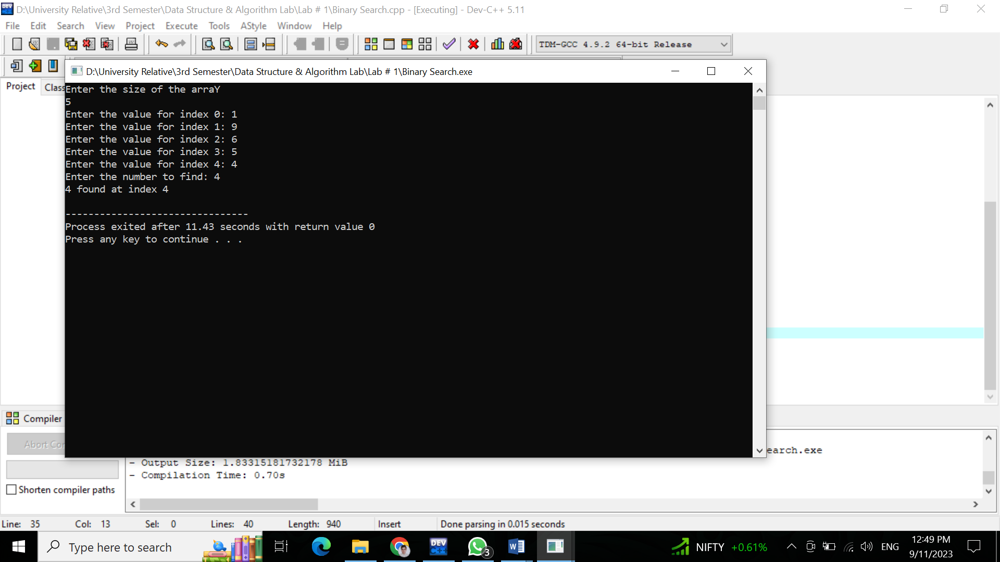 D:\University Relative\3rd Semester\Data Structure & Algorithm Lab\Lab # 1\Binary Search.cpp - [Executing] - Dev-C++ 5.11
File Edit Search View Project Execute Tools AStyle Window Help
TDM-GCC 4.9.2 64-bit Release
D:\University Relative\3rd Semester\Data Structure & Algorithm Lab\Lab # 1\Binary Search.exe
Project Class
Enter the size of the arraY
5
Enter the value for index 0: 1
Enter the value for index 1: 9
Enter the value for index 2: 6
Enter the value for index 3: 5
Enter the value for index 4: 4
Enter the number to find: 4
4 found at index 4
--------------------------------
Process exited after 11.43 seconds with return value 0
Press any key to continue . . .
Compiler
Abort Cor
earch.exe
- Output Size: 1.83315181732178 MiB
- Compilation Time: 0.70s
Shorten compiler paths
Line: 35 Col: 13 Sel: 0 Lines: 40 Length: 940 Insert Done parsing in 0.015 seconds
Type here to search
DEV C++
3
W
NIFTY +0.61%
ENG
12:49 PM
9/11/2023